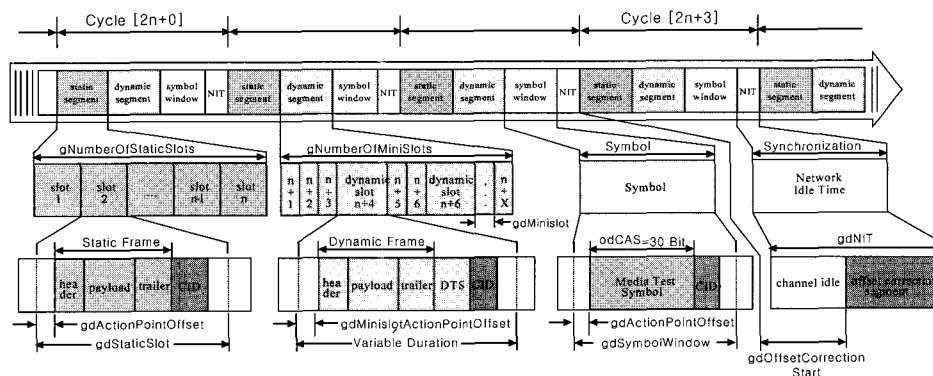 Cycle [2n+0] Cycle [2n+3]
static segment dynamic segment symbol window NIT static segment dynamic segment symbol window NIT static segment dynamic segment symbol window NIT static segment dynamic segment symbol window NIT static segment dynamic segment
gNumberOfStaticSlots gNumberOfMiniSlots Symbol Synchronization
slot 1 slot 2 ..... slot n-1 slot n
n+1 n+2 n+3 dynamic slot n+4 n+5 n+6 dynamic slot n+6 . . n+X
Symbol
Network Idle Time
gdMinislot
Static Frame Dynamic Frame odCAS=30 Bit gdNIT
header payload trailer CID
header payload trailer DTS CID
Media Test Symbol CID
channel idle offset correction segment
gdActionPointOffset gdMinislotActionPointOffset gdActionPointOffset
gdStaticSlot Variable Duration gdSymbolWindow gdOffsetCorrection
Start